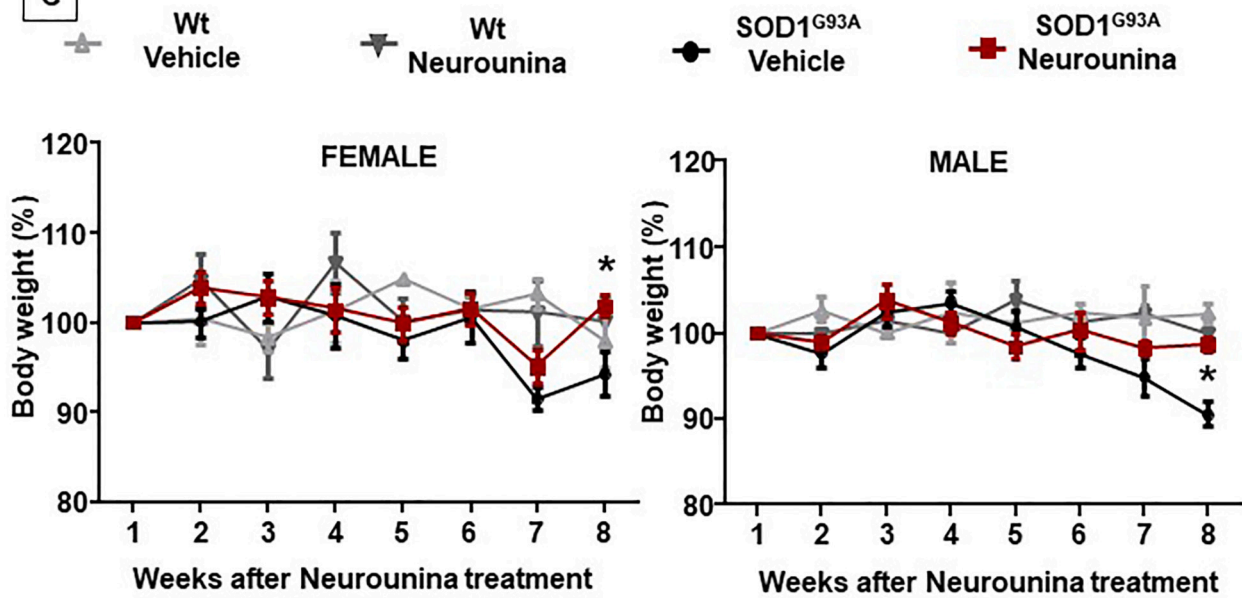 C
Wt
Vehicle
Wt
Neurounina
SOD1G93A
Vehicle
SOD1G93A
Neurounina
FEMALE
Body weight (%)
120
110
100
90
80
*
1 2 3 4 5 6 7 8
Weeks after Neurounina treatment
MALE
Body weight (%)
120
110
100
90
80
*
1 2 3 4 5 6 7 8
Weeks after Neurounina treatment